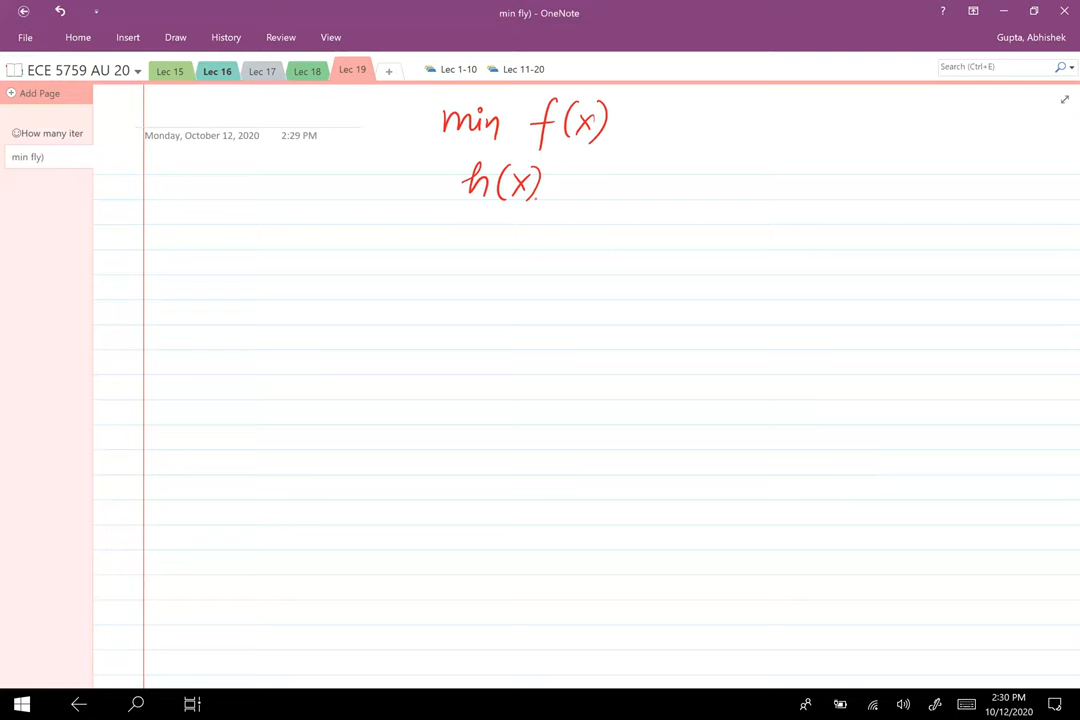 min fly) - OneNote
?
File
Home
Insert
Draw
History
Review
View
Gupta, Abhishek
ECE 5759 AU 20
Lec 15
Lec 16
Lec 17
Lec 18
Lec 19
+
Lec 1-10
Lec 11-20
Search (Ctrl+E)
Add Page
How many iter
min fly)
Monday, October 12, 2020
2:29 PM
min f(x)
h(x)
2:30 PM
10/12/2020